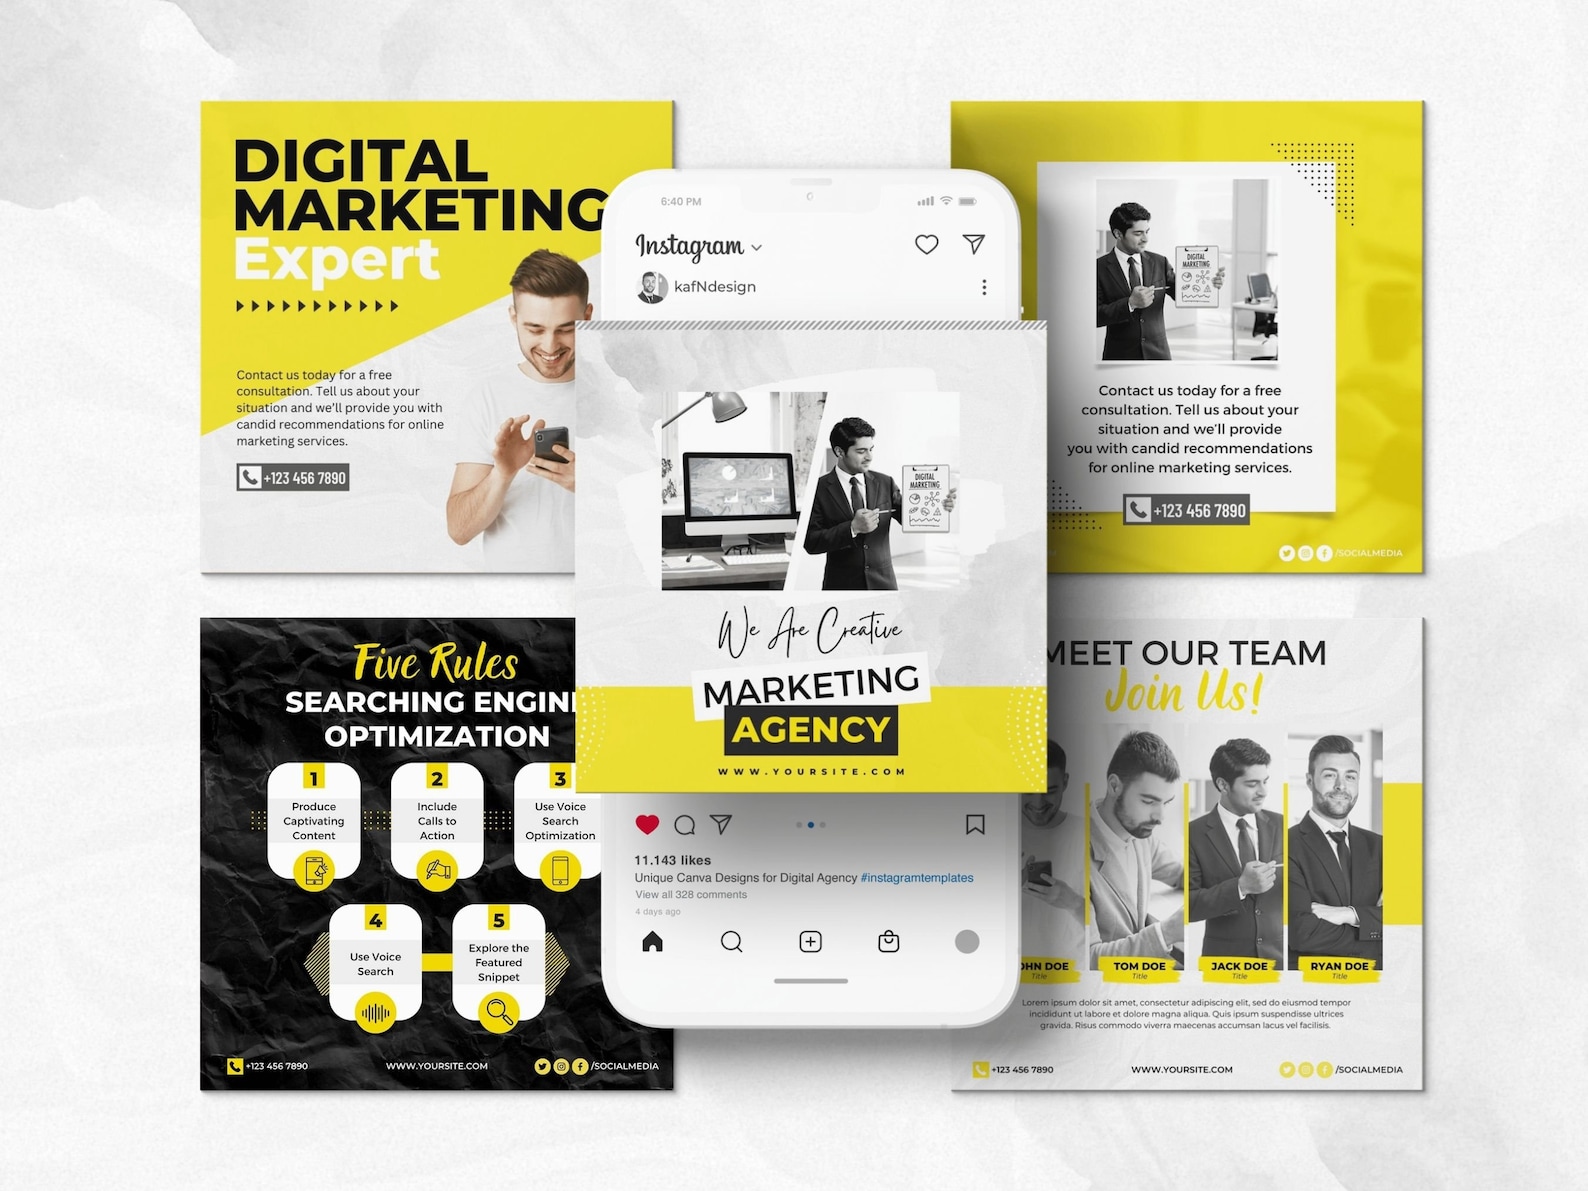 DIGITAL
MARKETING
Expert
Contact us today for a free
consultation. Tell us about your
situation and we'll provide you with
candid recommendations for online
marketing services.
+123 456 7890
6:40 PM
Instagram
kafNdesign
DIGITAL
MARKETING
We Are Creative
MARKETING
AGENCY
WWW.YOURSITE.COM
11.143 likes
Unique Canva Designs for Digital Agency #instagramtemplates
View all 328 comments
4 days ago
DIGITAL
MARKETING
Contact us today for a free
consultation. Tell us about your
situation and we'll provide
you with candid recommendations
for online marketing services.
+123 456 7890
/SOCIALMEDIA
Five Rules
SEARCHING ENGINE
OPTIMIZATION
1
Produce
Captivating
Content
2
Include
Calls to
Action
3
Use Voice
Search
Optimization
4
Use Voice
Search
5
Explore the
Featured
Snippet
+123 456 7890
WWW.YOURSITE.COM
/SOCIALMEDIA
MEET OUR TEAM
Join Us!
OHN DOE
Title
TOM DOE
Title
JACK DOE
Title
RYAN DOE
Title
Lorem ipsum dolor sit amet, consectetur adipiscing elit, sed do eiusmod tempor
incididunt ut labore et dolore magna aliqua. Quis ipsum suspendisse ultrices
gravida. Risus commodo viverra maecenas accumsan lacus vel facilisis.
+123 456 7890
WWW.YOURSITE.COM
/SOCIALMEDIA